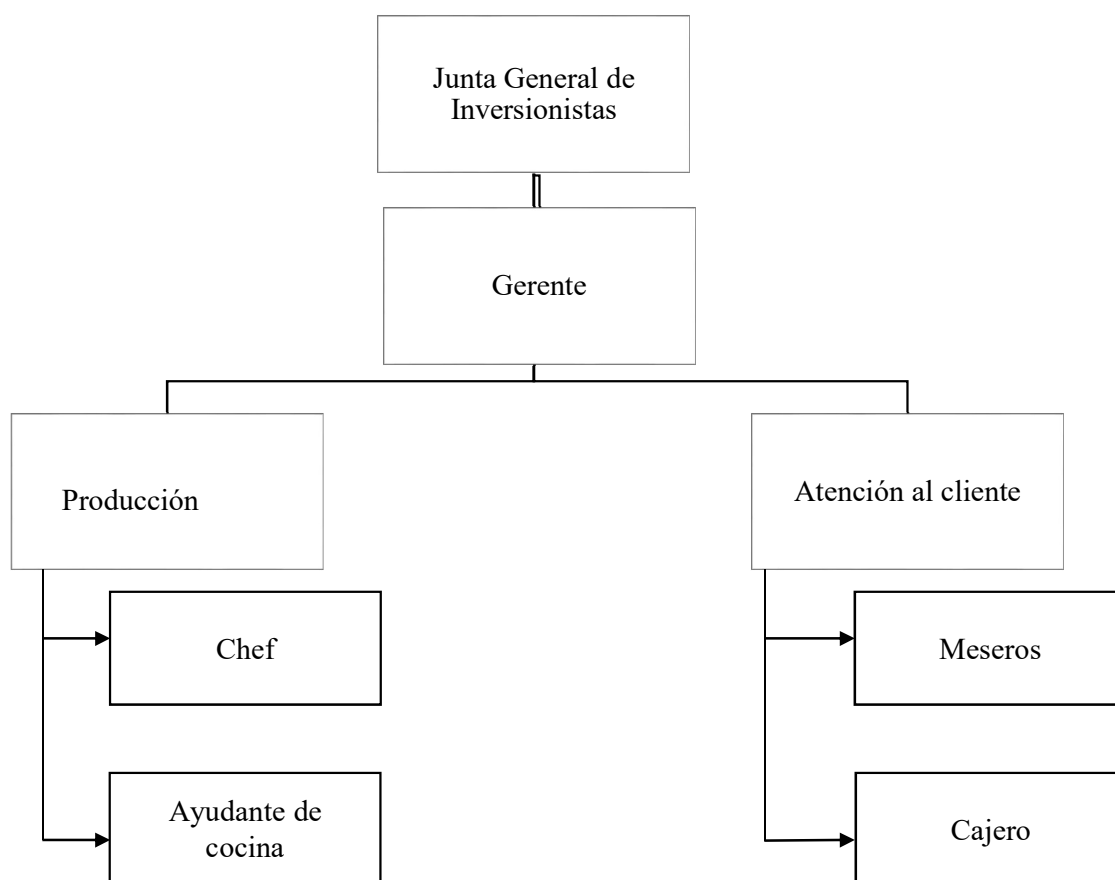 Junta General de
Inversionistas
Gerente
Producción
Atención al cliente
Chef
Meseros
Ayudante de
cocina
Cajero